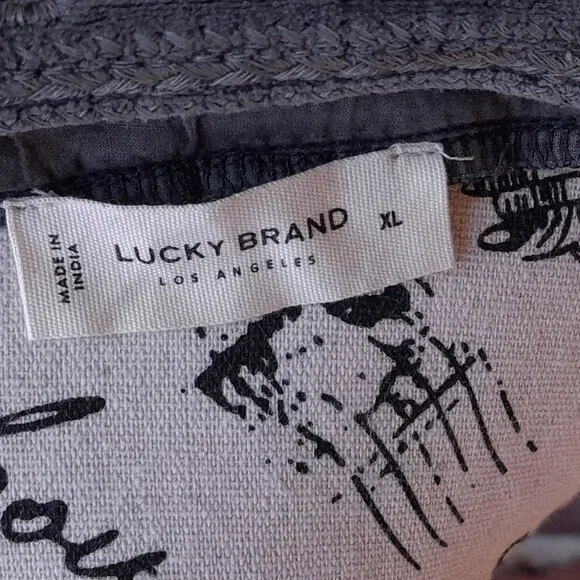 MADE IN
INDIA
LUCKY BRAND
LOS ANGELES
XL